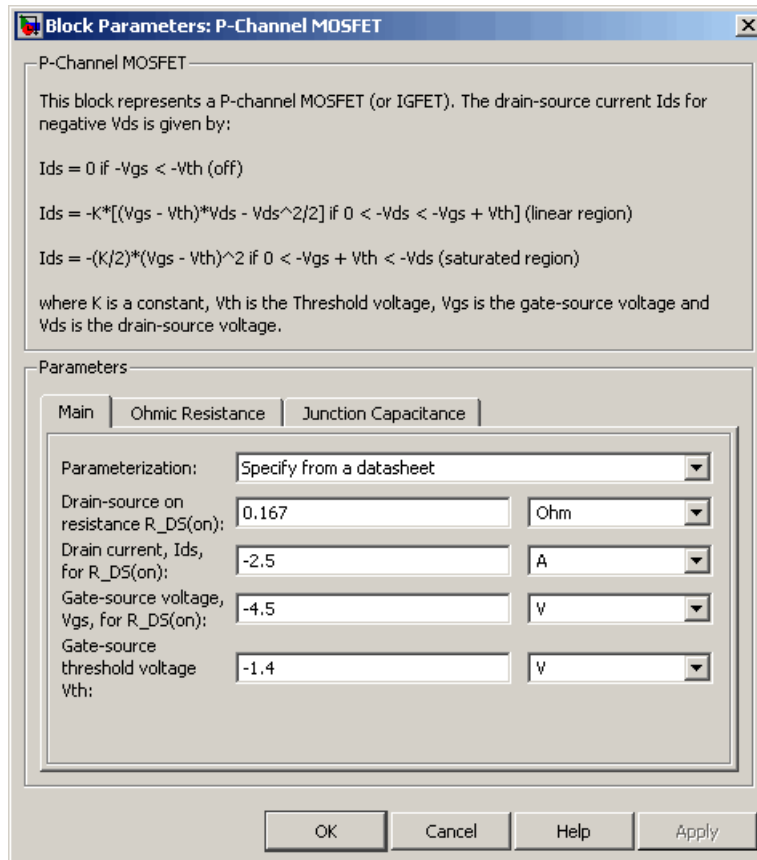 Block Parameters: P-Channel MOSFET
P-Channel MOSFET
This block represents a P-channel MOSFET (or IGFET). The drain-source current Ids for
negative Vds is given by:
Ids = 0 if -Vgs < -Vth (off)
Ids = -K*[(Vgs - Vth)*Vds - Vds^2/2] if 0 < -Vds < -Vgs + Vth] (linear region)
Ids = -(K/2)*(Vgs - Vth)^2 if 0 < -Vgs + Vth < -Vds (saturated region)
where K is a constant, Vth is the Threshold voltage, Vgs is the gate-source voltage and
Vds is the drain-source voltage.
Parameters
Main Ohmic Resistance Junction Capacitance
Parameterization: Specify from a datasheet
Drain-source on
resistance R_DS(on): 0.167 Ohm
Drain current, Ids,
for R_DS(on): -2.5 A
Gate-source voltage,
Vgs, for R_DS(on): -4.5 V
Gate-source
threshold voltage -1.4 V
Vth:
OK Cancel Help Apply